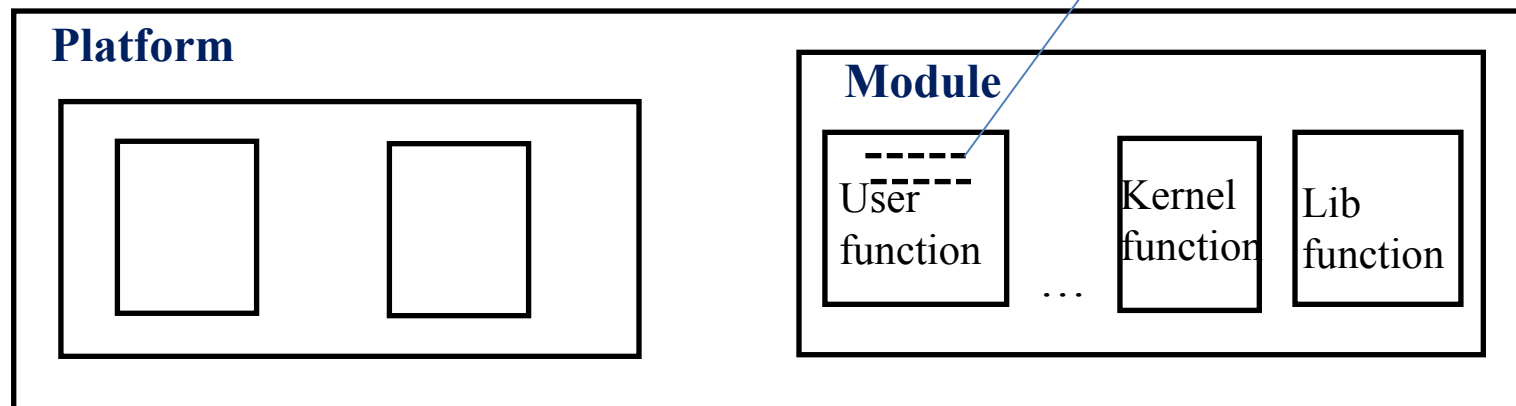 Platform
Module
User
function
…
Kernel
function
Lib
function